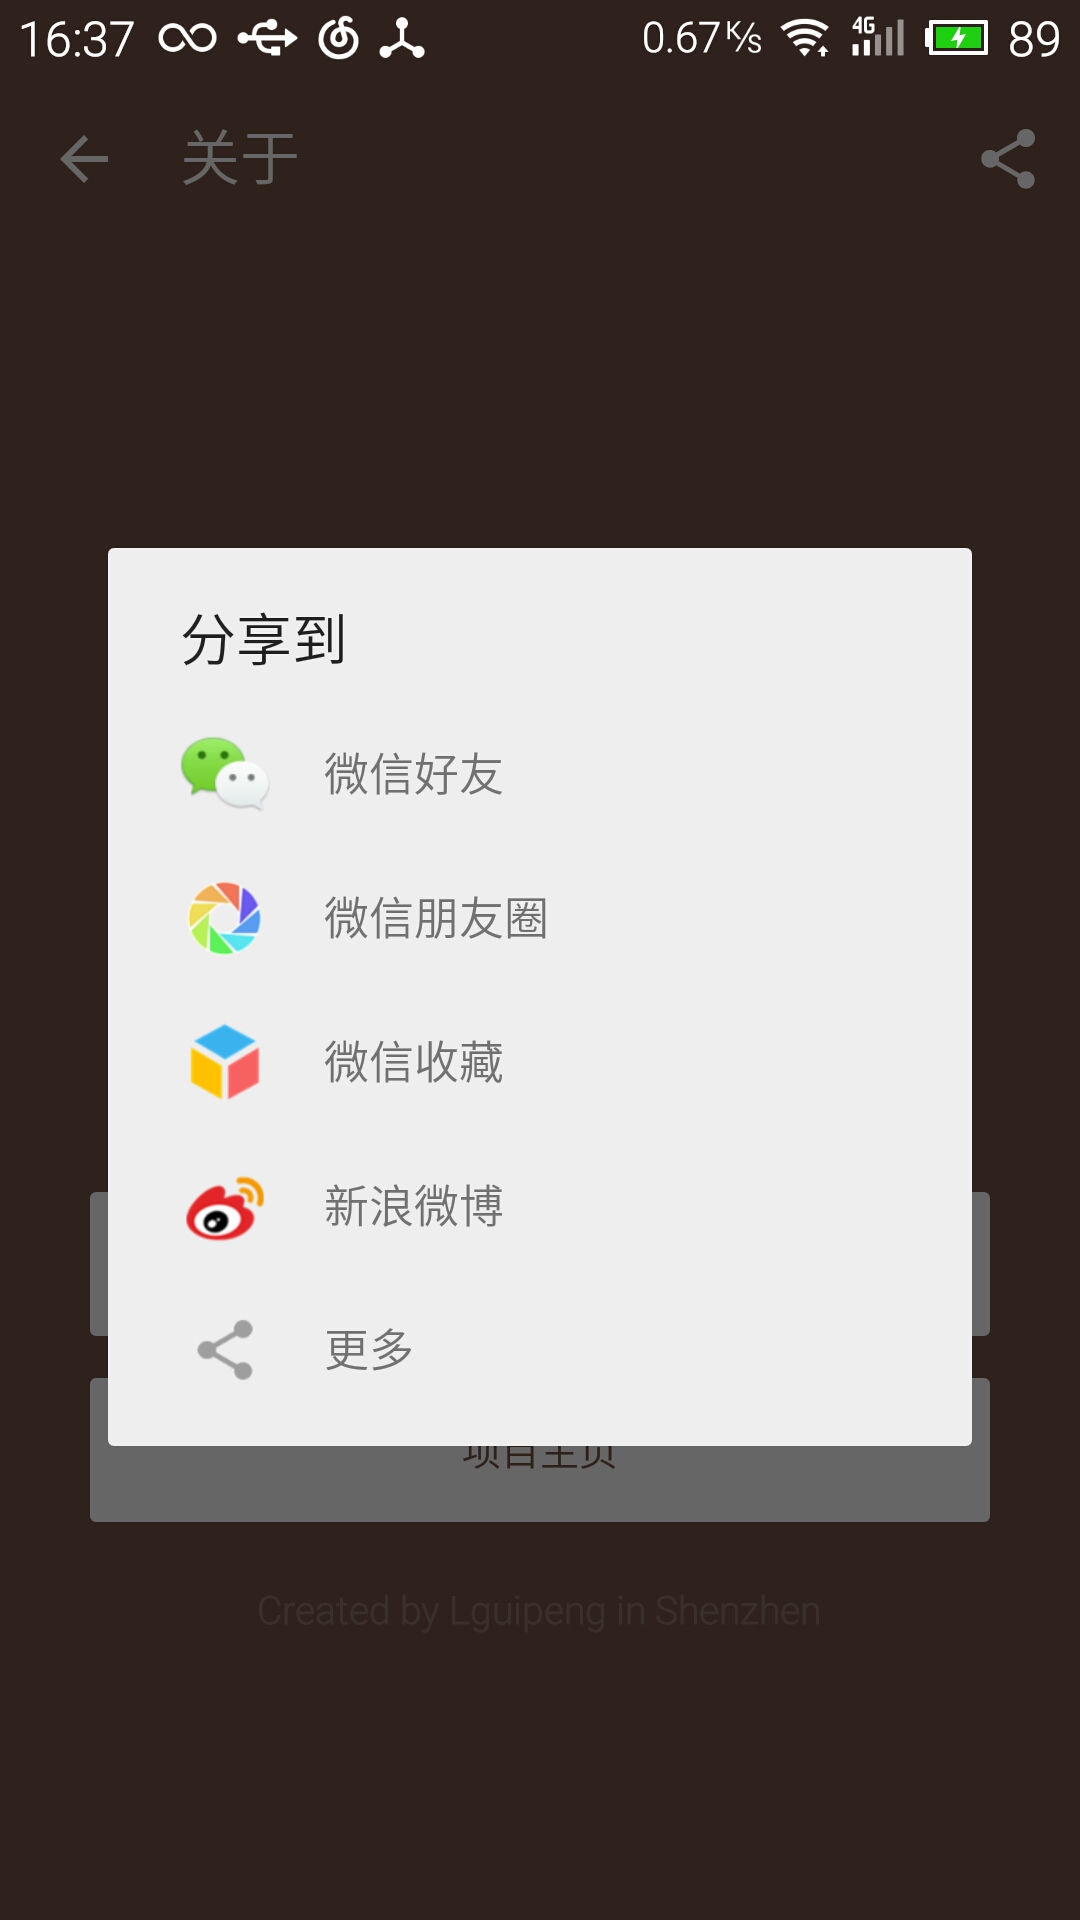 16:37 0.67K/s 4G 89
关于
分享到
微信好友
微信朋友圈
微信收藏
新浪微博
更多
项目主页
Created by Lguipeng in Shenzhen